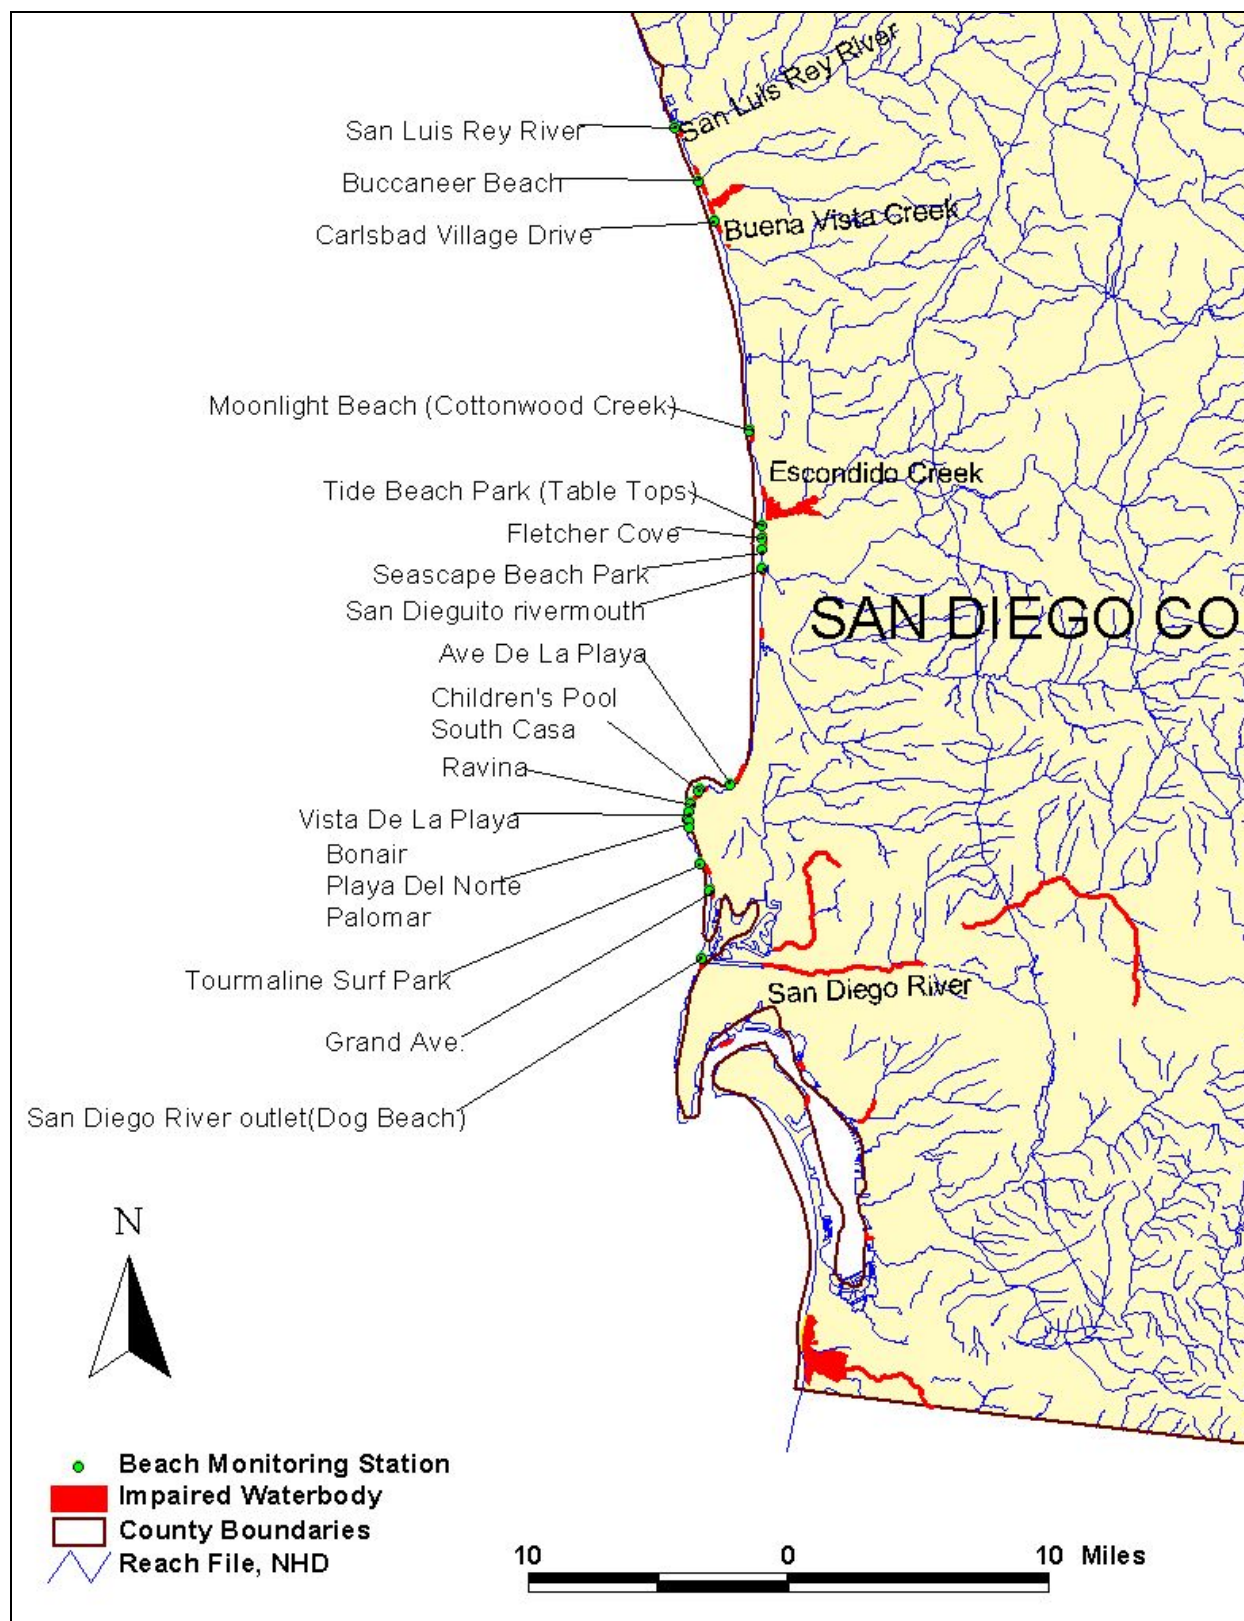 San Luis Rey River
San Luis Rey River
Buccaneer Beach
Carlsbad Village Drive
Buena Vista Creek
Moonlight Beach (Cottonwood Creek)
Escondido Creek
Tide Beach Park (Table Tops)
Fletcher Cove
Seascape Beach Park
San Dieguito rivermouth
SAN DIEGO CO
Ave De La Playa
Children's Pool
South Casa
Ravina
Vista De La Playa
Bonair
Playa Del Norte
Palomar
Tourmaline Surf Park
San Diego River
Grand Ave.
San Diego River outlet(Dog Beach)
N
Beach Monitoring Station
Impaired Waterbody
County Boundaries
Reach File, NHD
10 0 10 Miles